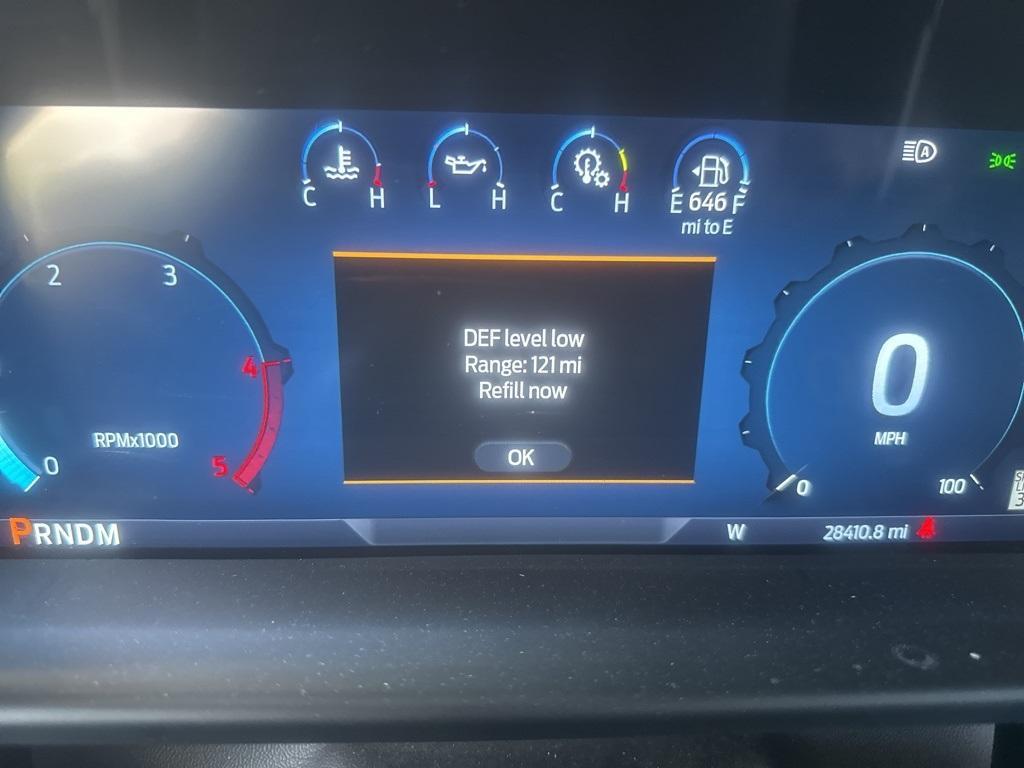 C H
L H
C H
E 646 F
mi to E
A
2 3
4
5
0
RPMx1000
DEF level low
Range: 121 mi
Refill now
OK
0
MPH
0 100
PRNDM
W
28410.8 mi